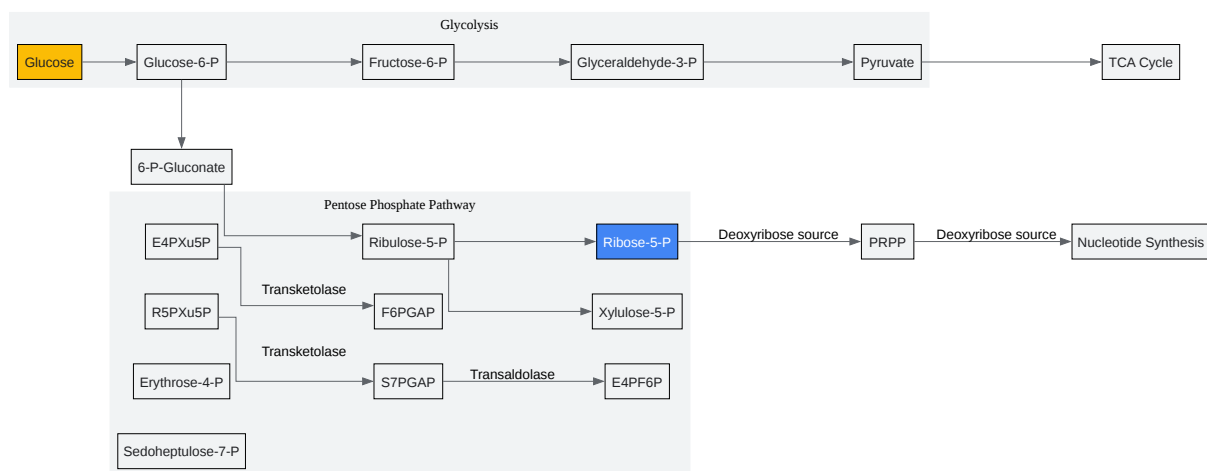 Glycolysis
Glucose
Glucose-6-P
Fructose-6-P
Glyceraldehyde-3-P
Pyruvate
TCA Cycle
6-P-Gluconate
Pentose Phosphate Pathway
E4PXu5P
Ribulose-5-P
Ribose-5-P
Deoxyribose source
PRPP
Deoxyribose source
Nucleotide Synthesis
Transketolase
R5PXu5P
F6PGAP
Xylulose-5-P
Transketolase
Erythrose-4-P
S7PGAP
Transaldolase
E4PF6P
Sedoheptulose-7-P